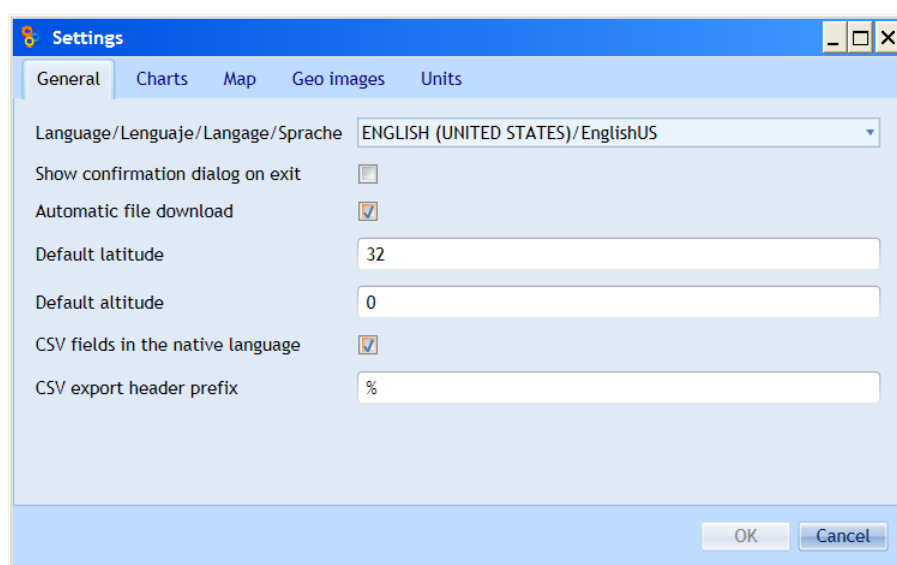 Settings
General Charts Map Geo images Units
Language/Lenguaje/Langage/Sprache ENGLISH (UNITED STATES)/EnglishUS
Show confirmation dialog on exit
Automatic file download
Default latitude 32
Default altitude 0
CSV fields in the native language
CSV export header prefix %
OK Cancel